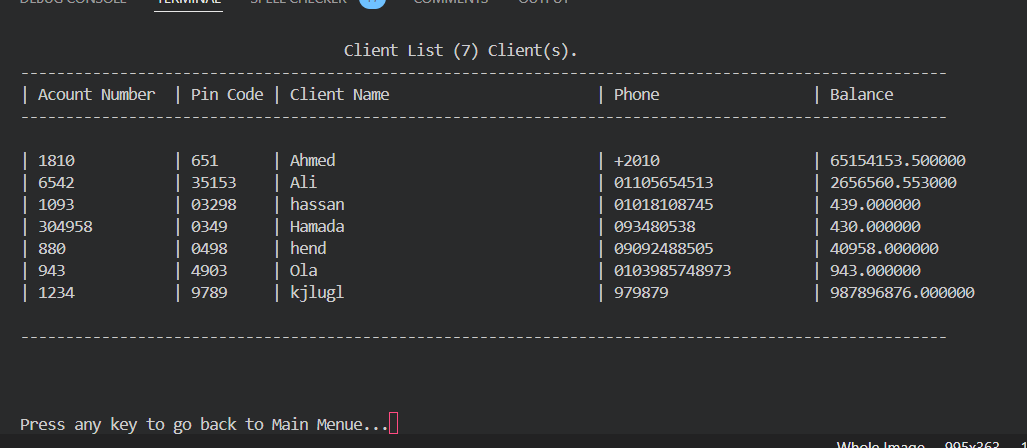 DEBUG CONSOLE TERMINAL SPELL CHECKER COMMENTS OUTPUT
Client List (7) Client(s).
-------------------------------------------------------------------------------------------------------
| Acount Number | Pin Code | Client Name | Phone | Balance
-------------------------------------------------------------------------------------------------------
| 1810 | 651 | Ahmed | +2010 | 65154153.500000
| 6542 | 35153 | Ali | 01105654513 | 2656560.553000
| 1093 | 03298 | hassan | 01018108745 | 439.000000
| 304958 | 0349 | Hamada | 093480538 | 430.000000
| 880 | 0498 | hend | 09092488505 | 40958.000000
| 943 | 4903 | Ola | 0103985748973 | 943.000000
| 1234 | 9789 | kjlugl | 979879 | 987896876.000000
-------------------------------------------------------------------------------------------------------
Press any key to go back to Main Menue...
Whole Image 995x363